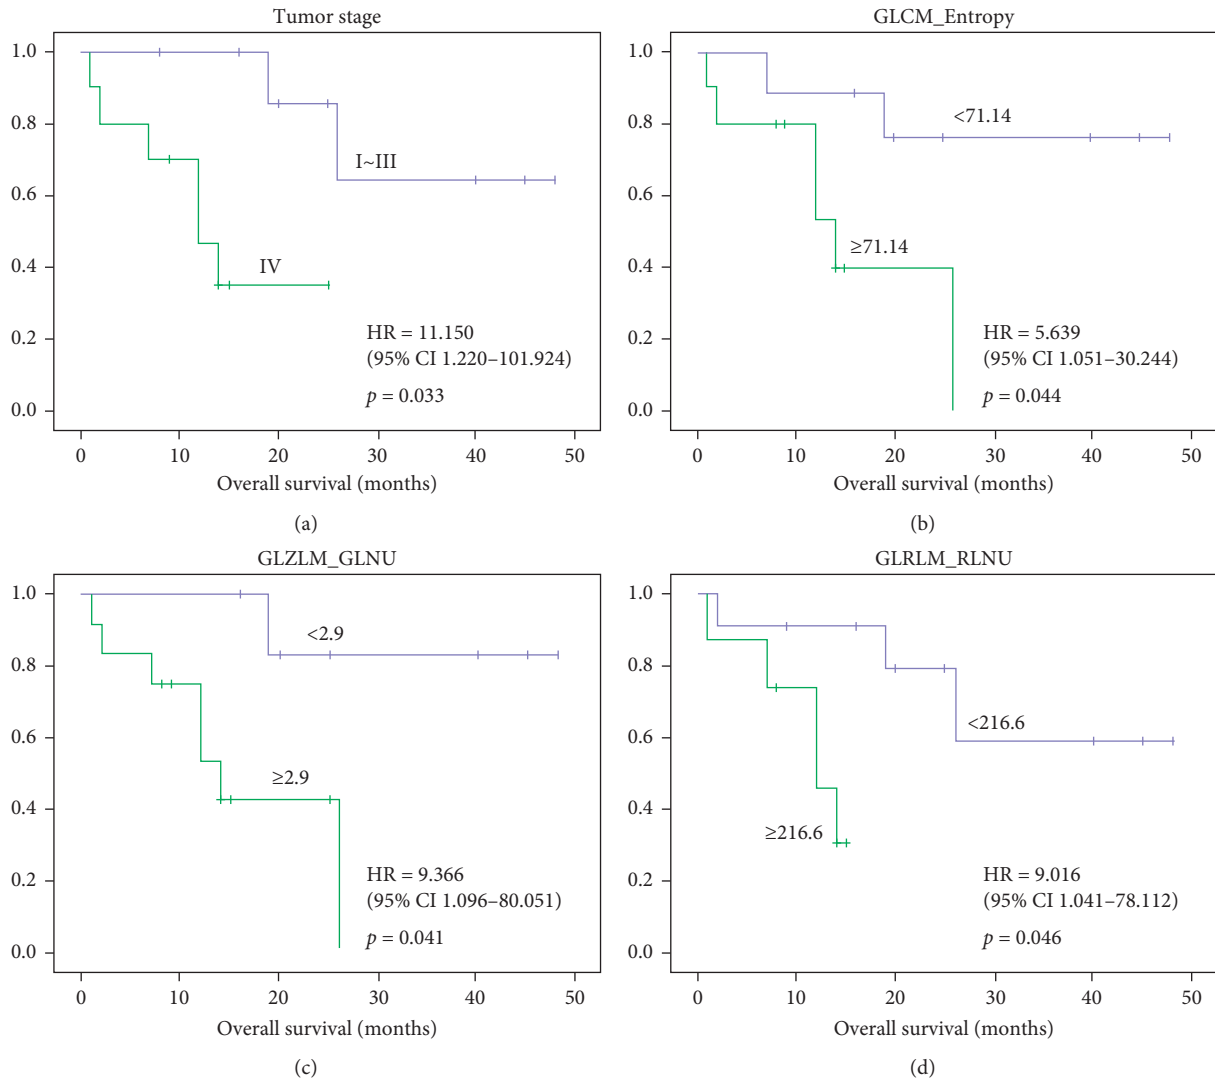 Tumor stage
1.0
0.8
0.6
0.4
0.2
0.0
I~III
IV
HR = 11.150
(95% CI 1.220–101.924)
p = 0.033
0 10 20 30 40 50
Overall survival (months)
(a)
GLCM_Entropy
1.0
0.8
0.6
0.4
0.2
0.0
<71.14
≥71.14
HR = 5.639
(95% CI 1.051–30.244)
p = 0.044
0 10 20 30 40 50
Overall survival (months)
(b)
GLZLM_GLNU
1.0
0.8
0.6
0.4
0.2
0.0
<2.9
≥2.9
HR = 9.366
(95% CI 1.096–80.051)
p = 0.041
0 10 20 30 40 50
Overall survival (months)
(c)
GLRLM_RLNU
1.0
0.8
0.6
0.4
0.2
0.0
<216.6
≥216.6
HR = 9.016
(95% CI 1.041–78.112)
p = 0.046
0 10 20 30 40 50
Overall survival (months)
(d)